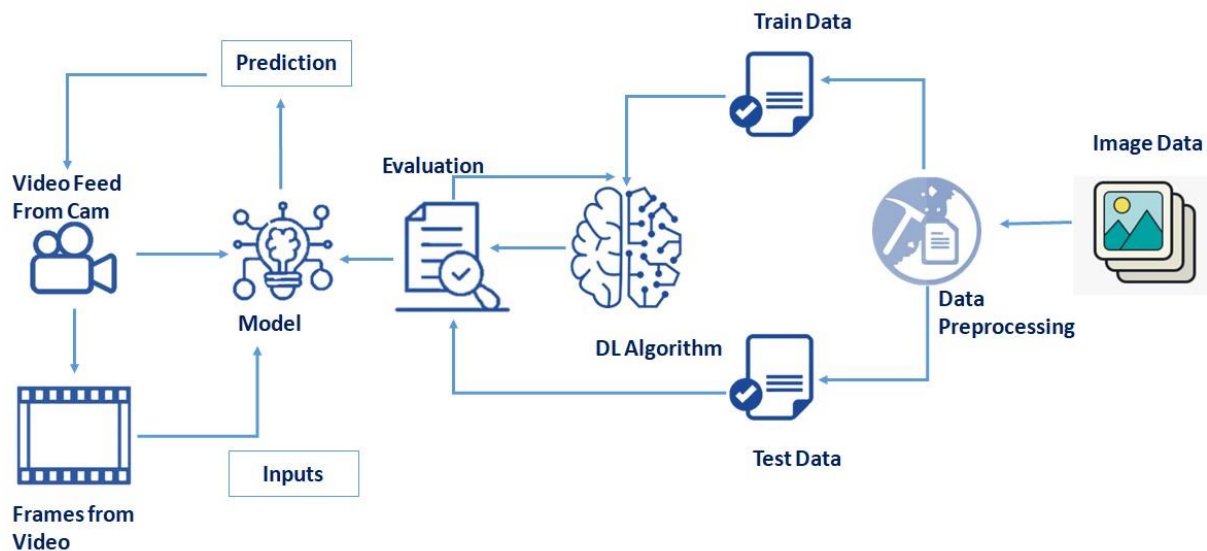 Train Data
Prediction
Image Data
Evaluation
Video Feed
From Cam
Model
Data
Preprocessing
DL Algorithm
Inputs
Test Data
Frames from
Video